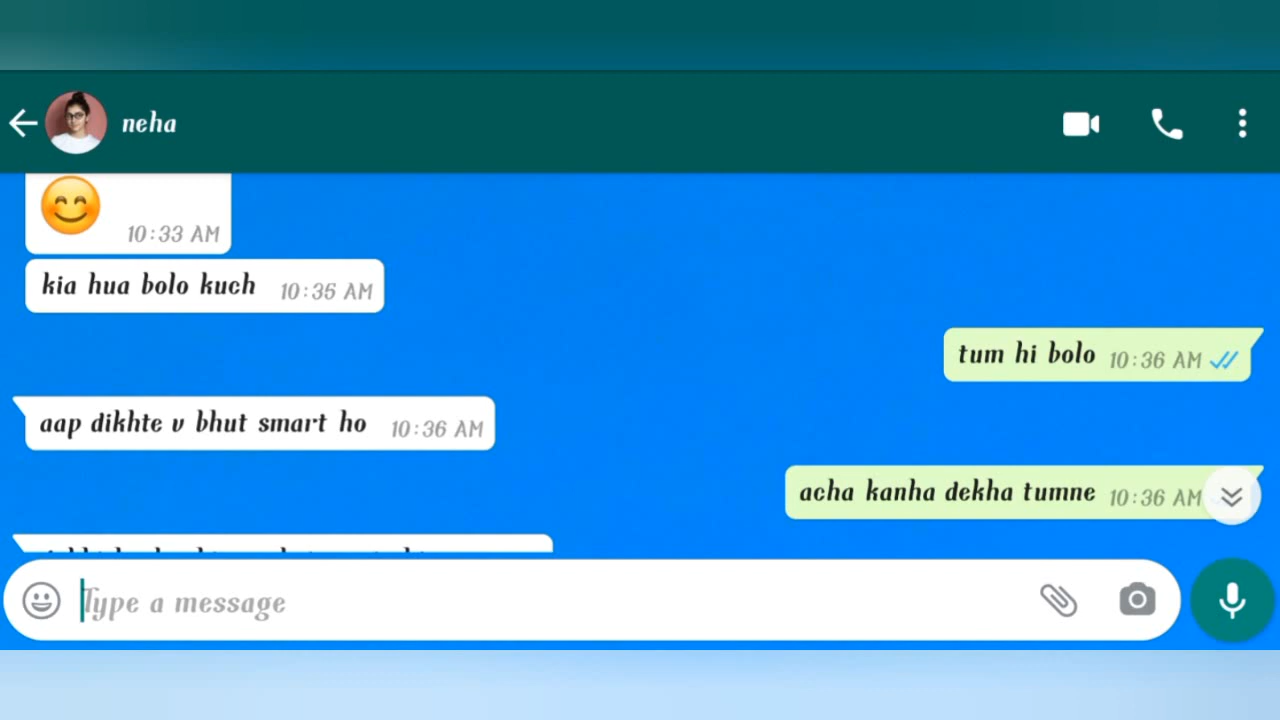 neha
😊
10:33 AM
kia hua bolo kuch 10:35 AM
tum hi bolo 10:36 AM
aap dikhte v bhut smart ho 10:36 AM
acha kanha dekha tumne 10:36 AM
Type a message